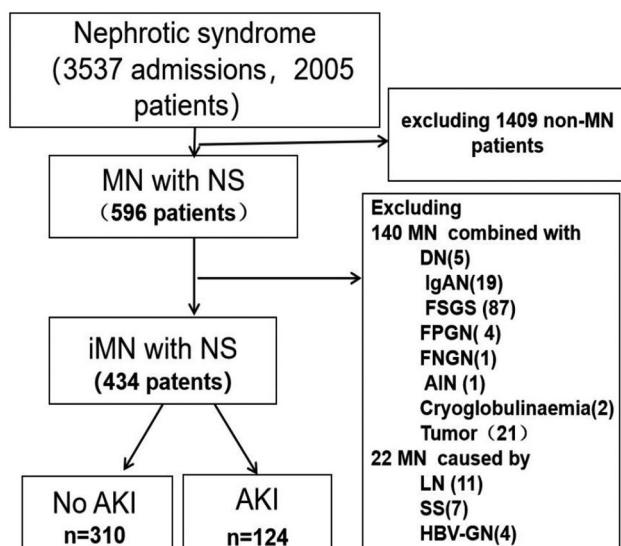 Nephrotic syndrome
(3537 admissions, 2005
patients)
excluding 1409 non-MN
patients
MN with NS
(596 patients)
Excluding
140 MN combined with
DN(5)
IgAN(19)
FSGS (87)
FPGN( 4)
FNGN(1)
AIN (1)
Cryoglobulinaemia(2)
Tumor (21)
22 MN caused by
LN (11)
SS(7)
HBV-GN(4)
iMN with NS
(434 patents)
No AKI
n=310
AKI
n=124